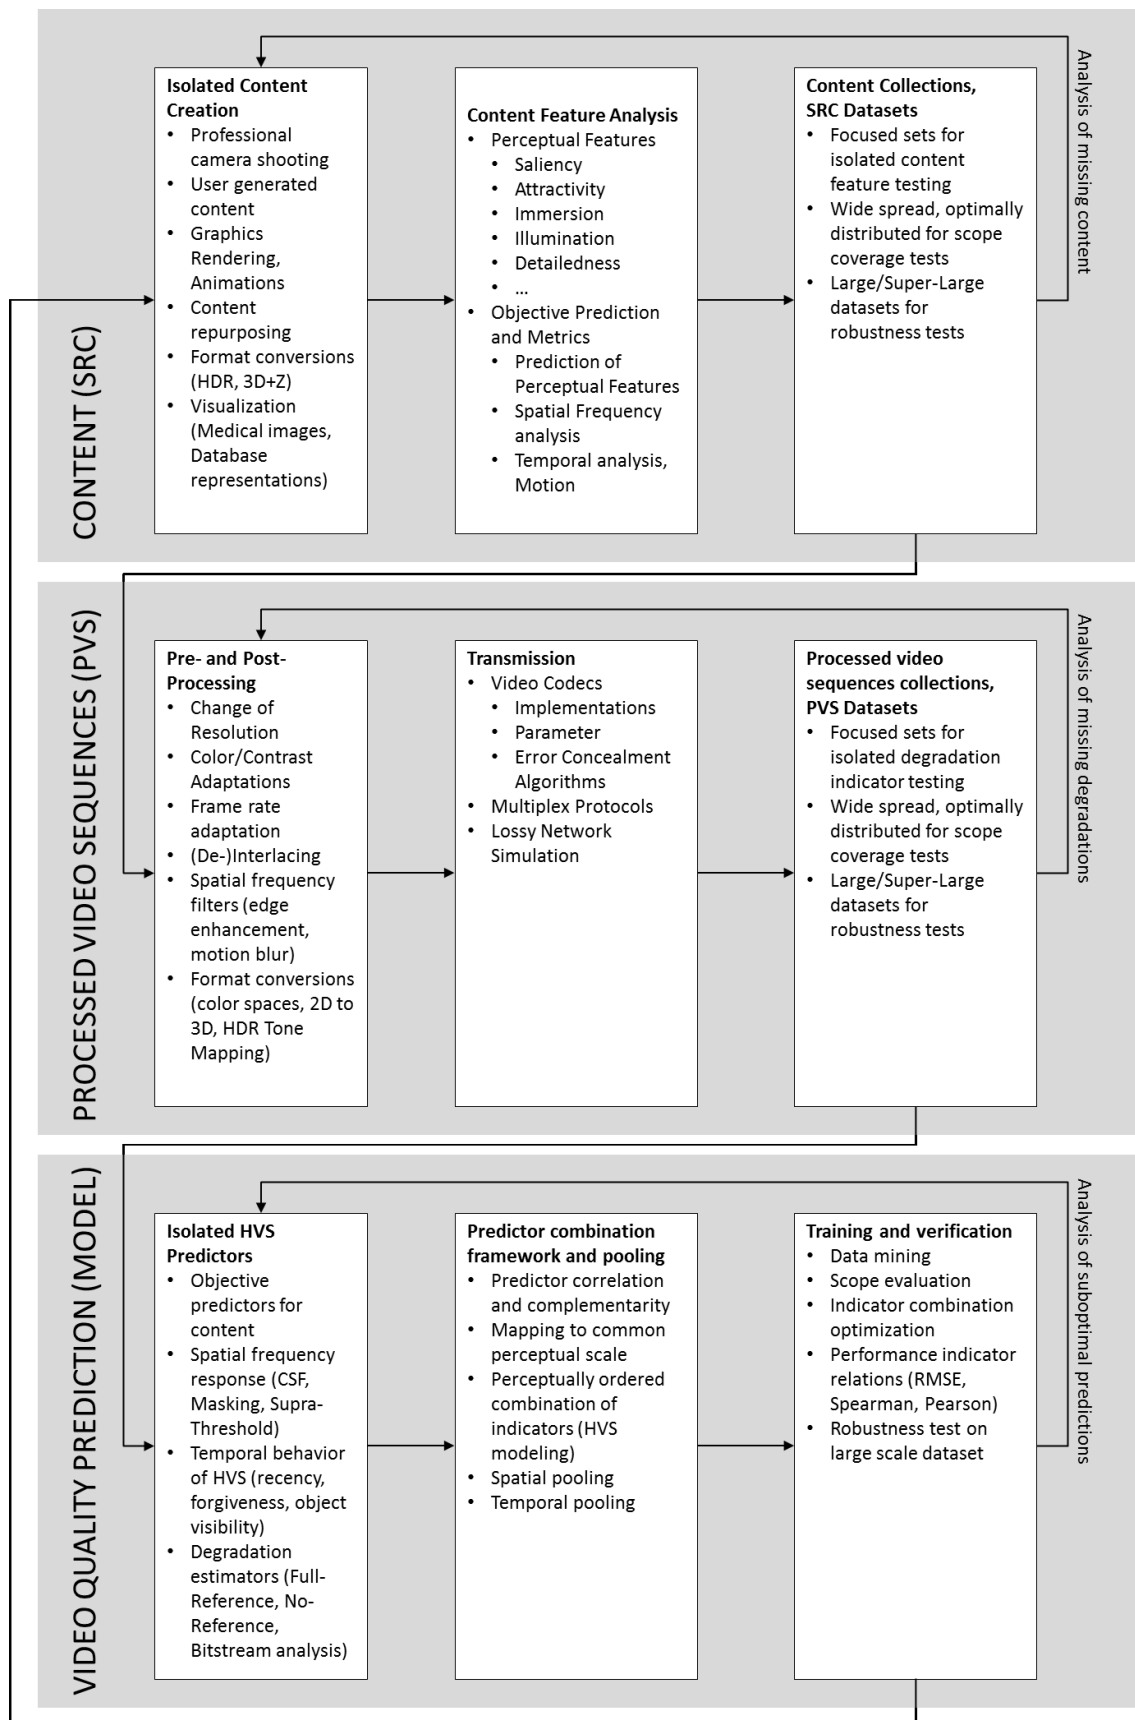 CONTENT (SRC)
Analysis of missing content
Isolated Content
Creation
• Professional
camera shooting
• User generated
content
• Graphics
Rendering,
Animations
• Content
repurposing
• Format conversions
(HDR, 3D+Z)
• Visualization
(Medical images,
Database
representations)
Content Feature Analysis
• Perceptual Features
• Saliency
• Attractivity
• Immersion
• Illumination
• Detailedness
• ...
• Objective Prediction
and Metrics
• Prediction of
Perceptual Features
• Spatial Frequency
analysis
• Temporal analysis,
Motion
Content Collections,
SRC Datasets
• Focused sets for
isolated content
feature testing
• Wide spread, optimally
distributed for scope
coverage tests
• Large/Super-Large
datasets for
robustness tests
PROCESSED VIDEO SEQUENCES (PVS)
Analysis of missing degradations
Pre- and Post-
Processing
• Change of
Resolution
• Color/Contrast
Adaptations
• Frame rate
adaptation
• (De-)Interlacing
• Spatial frequency
filters (edge
enhancement,
motion blur)
• Format conversions
(color spaces, 2D to
3D, HDR Tone
Mapping)
Transmission
• Video Codecs
• Implementations
• Parameter
• Error Concealment
Algorithms
• Multiplex Protocols
• Lossy Network
Simulation
Processed video
sequences collections,
PVS Datasets
• Focused sets for
isolated degradation
indicator testing
• Wide spread, optimally
distributed for scope
coverage tests
• Large/Super-Large
datasets for
robustness tests
VIDEO QUALITY PREDICTION (MODEL)
Analysis of suboptimal predictions
Isolated HVS
Predictors
• Objective
predictors for
content
• Spatial frequency
response (CSF,
Masking, Supra-
Threshold)
• Temporal behavior
of HVS (recency,
forgiveness, object
visibility)
• Degradation
estimators (Full-
Reference, No-
Reference,
Bitstream analysis)
Predictor combination
framework and pooling
• Predictor correlation
and complementarity
• Mapping to common
perceptual scale
• Perceptually ordered
combination of
indicators (HVS
modeling)
• Spatial pooling
• Temporal pooling
Training and verification
• Data mining
• Scope evaluation
• Indicator combination
optimization
• Performance indicator
relations (RMSE,
Spearman, Pearson)
• Robustness test on
large scale dataset